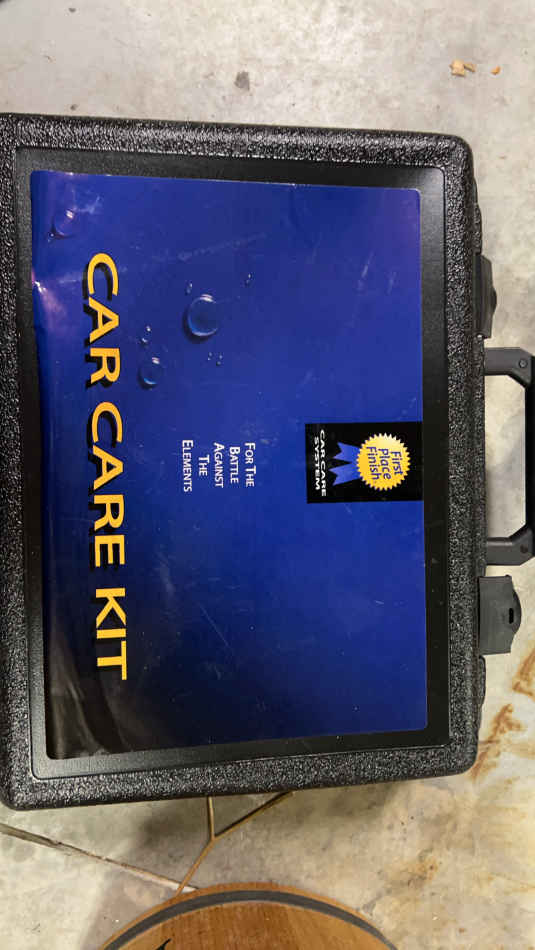 First
Place
Finish
CAR CARE
SYSTEM
FOR THE
BATTLE
AGAINST
THE
ELEMENTS
CAR CARE KIT